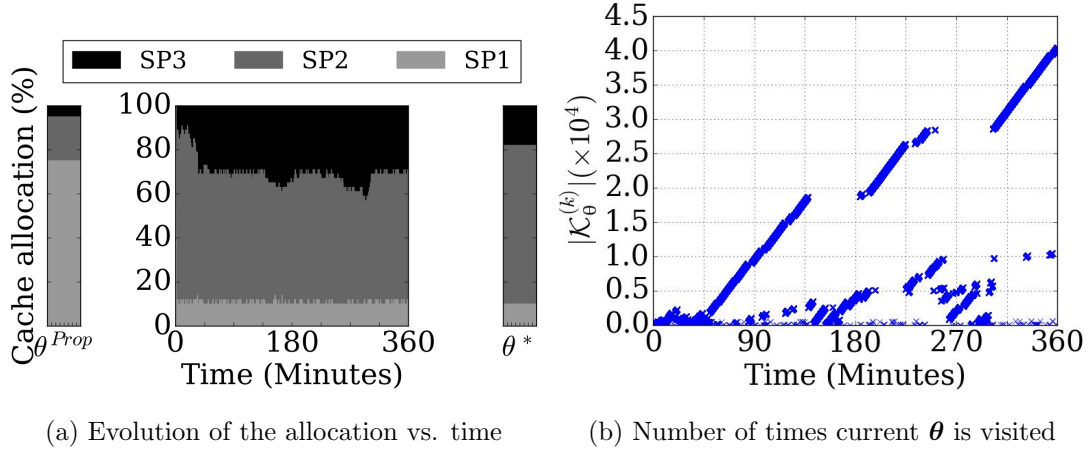 SP3 SP2 SP1
Cache allocation (%)
100
80
60
40
20
0
θ^Prop
0 180 360
θ*
Time (Minutes)
(a) Evolution of the allocation vs. time
|𝒦_θ^(k)|(×10^4)
4.5
4.0
3.5
3.0
2.5
2.0
1.5
1.0
0.5
0.0
0 90 180 270 360
Time (Minutes)
(b) Number of times current θ is visited